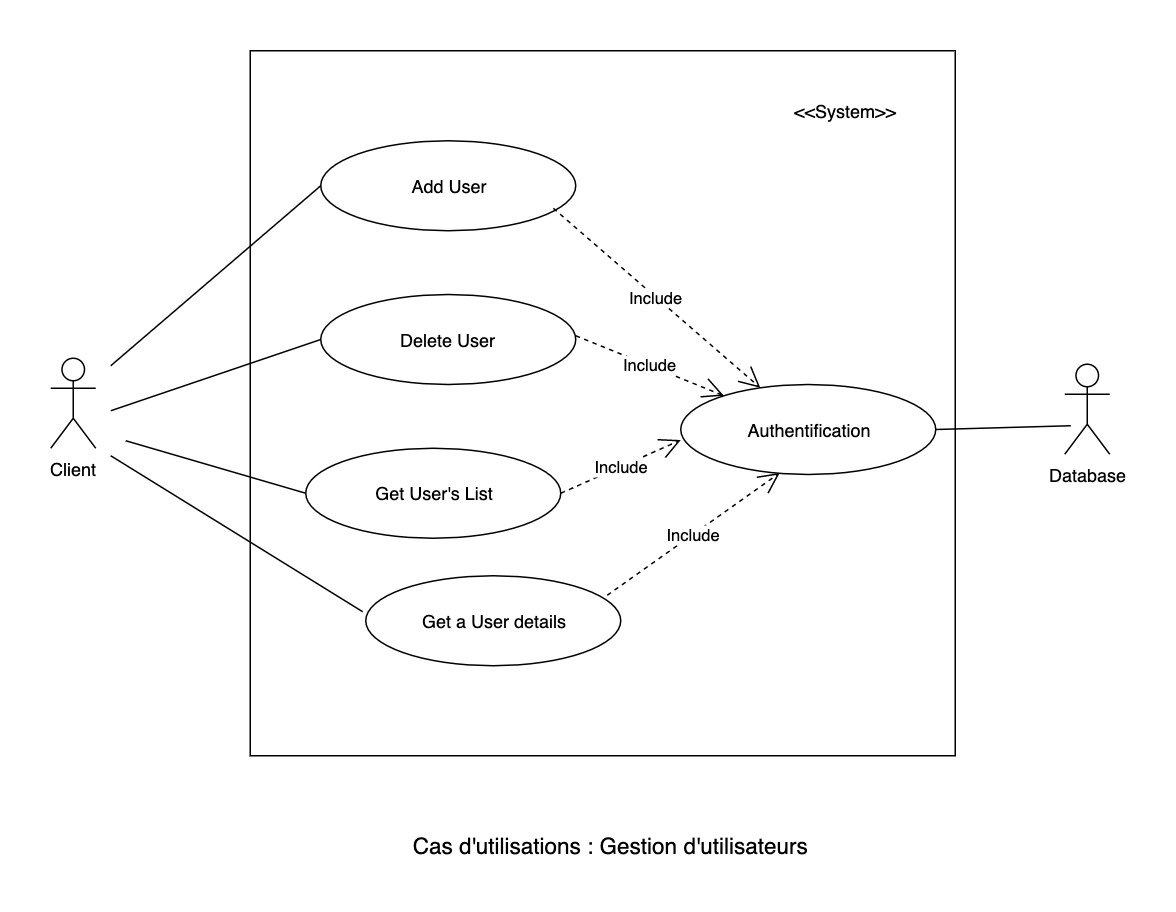 <<System>>
Add User
Include
Delete User
Include
Authentification
Client
Database
Include
Get User's List
Include
Get a User details
Cas d'utilisations : Gestion d'utilisateurs